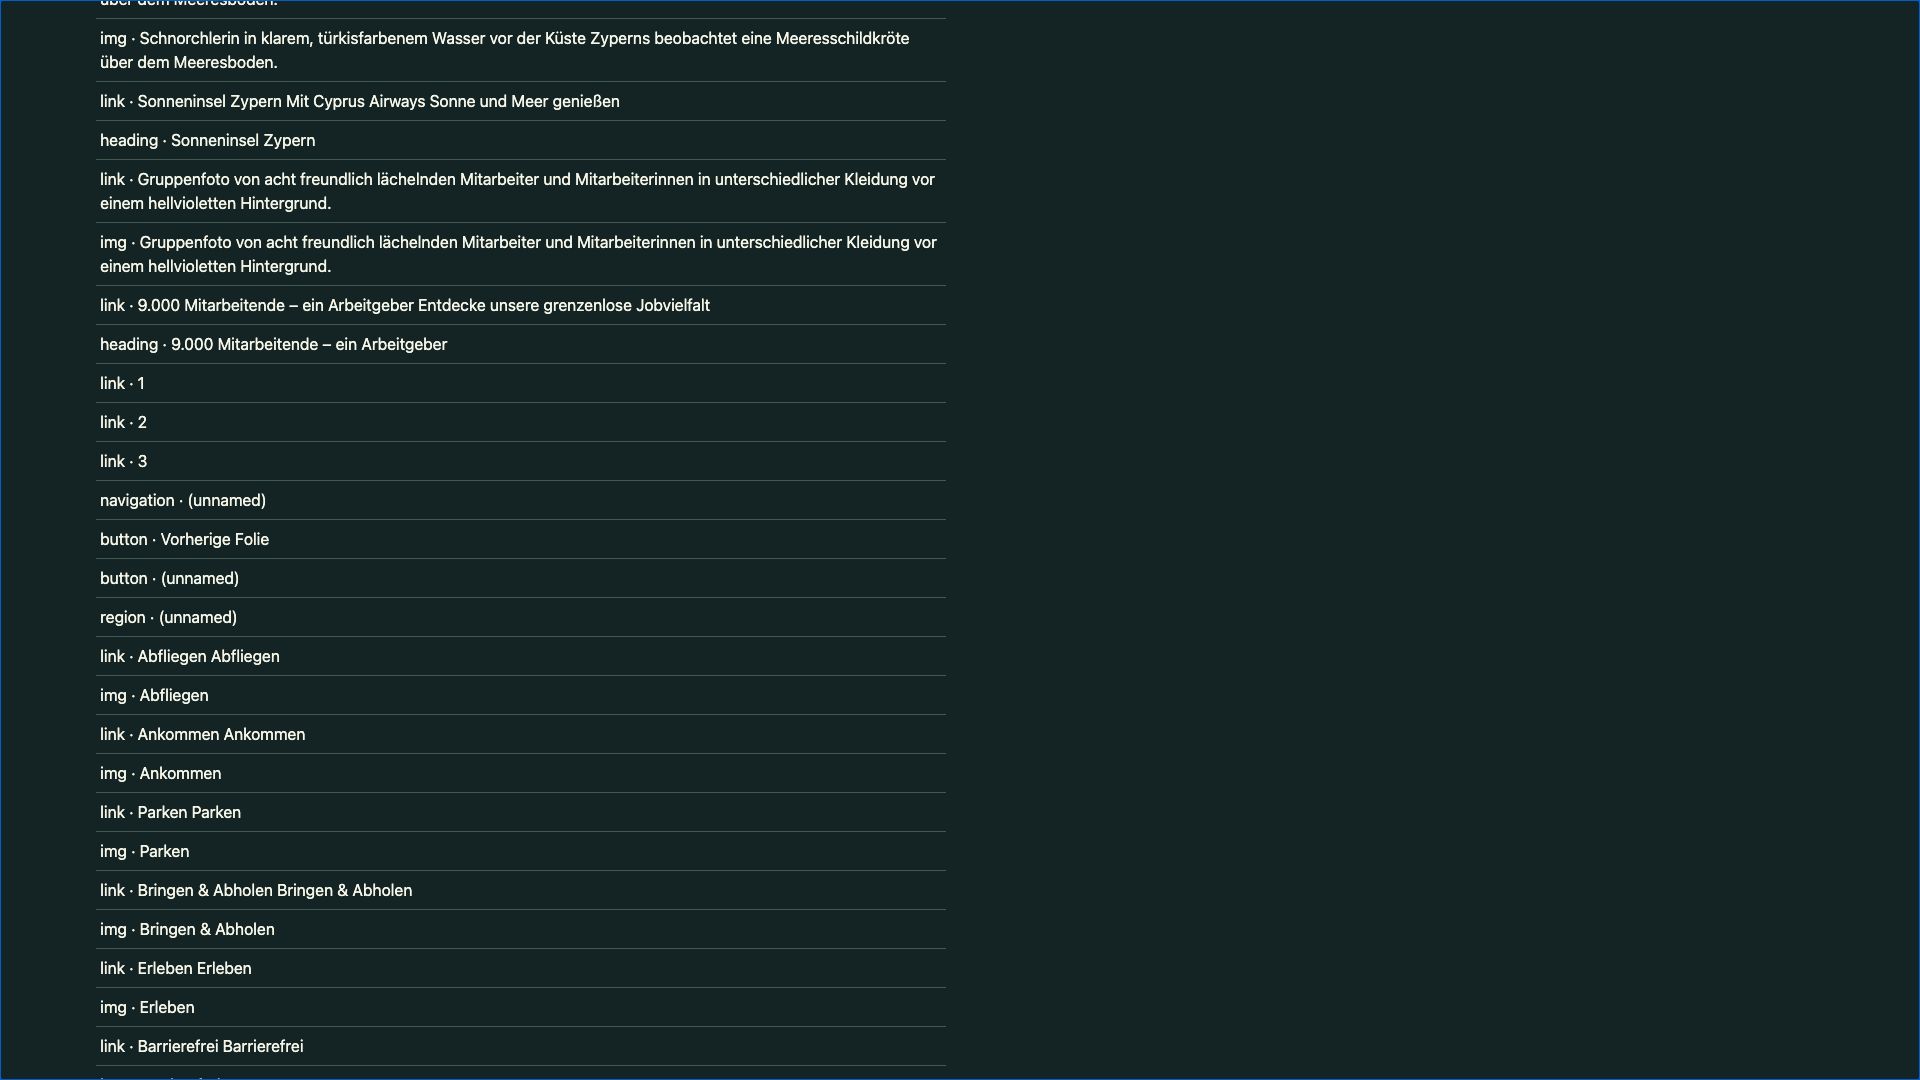 über dem Meeresboden.
img · Schnorchlerin in klarem, türkisfarbenem Wasser vor der Küste Zyperns beobachtet eine Meeresschildkröte
über dem Meeresboden.
link · Sonneninsel Zypern Mit Cyprus Airways Sonne und Meer genießen
heading · Sonneninsel Zypern
link · Gruppenfoto von acht freundlich lächelnden Mitarbeiter und Mitarbeiterinnen in unterschiedlicher Kleidung vor
einem hellvioletten Hintergrund.
img · Gruppenfoto von acht freundlich lächelnden Mitarbeiter und Mitarbeiterinnen in unterschiedlicher Kleidung vor
einem hellvioletten Hintergrund.
link · 9.000 Mitarbeitende – ein Arbeitgeber Entdecke unsere grenzenlose Jobvielfalt
heading · 9.000 Mitarbeitende – ein Arbeitgeber
link · 1
link · 2
link · 3
navigation · (unnamed)
button · Vorherige Folie
button · (unnamed)
region · (unnamed)
link · Abfliegen Abfliegen
img · Abfliegen
link · Ankommen Ankommen
img · Ankommen
link · Parken Parken
img · Parken
link · Bringen & Abholen Bringen & Abholen
img · Bringen & Abholen
link · Erleben Erleben
img · Erleben
link · Barrierefrei Barrierefrei